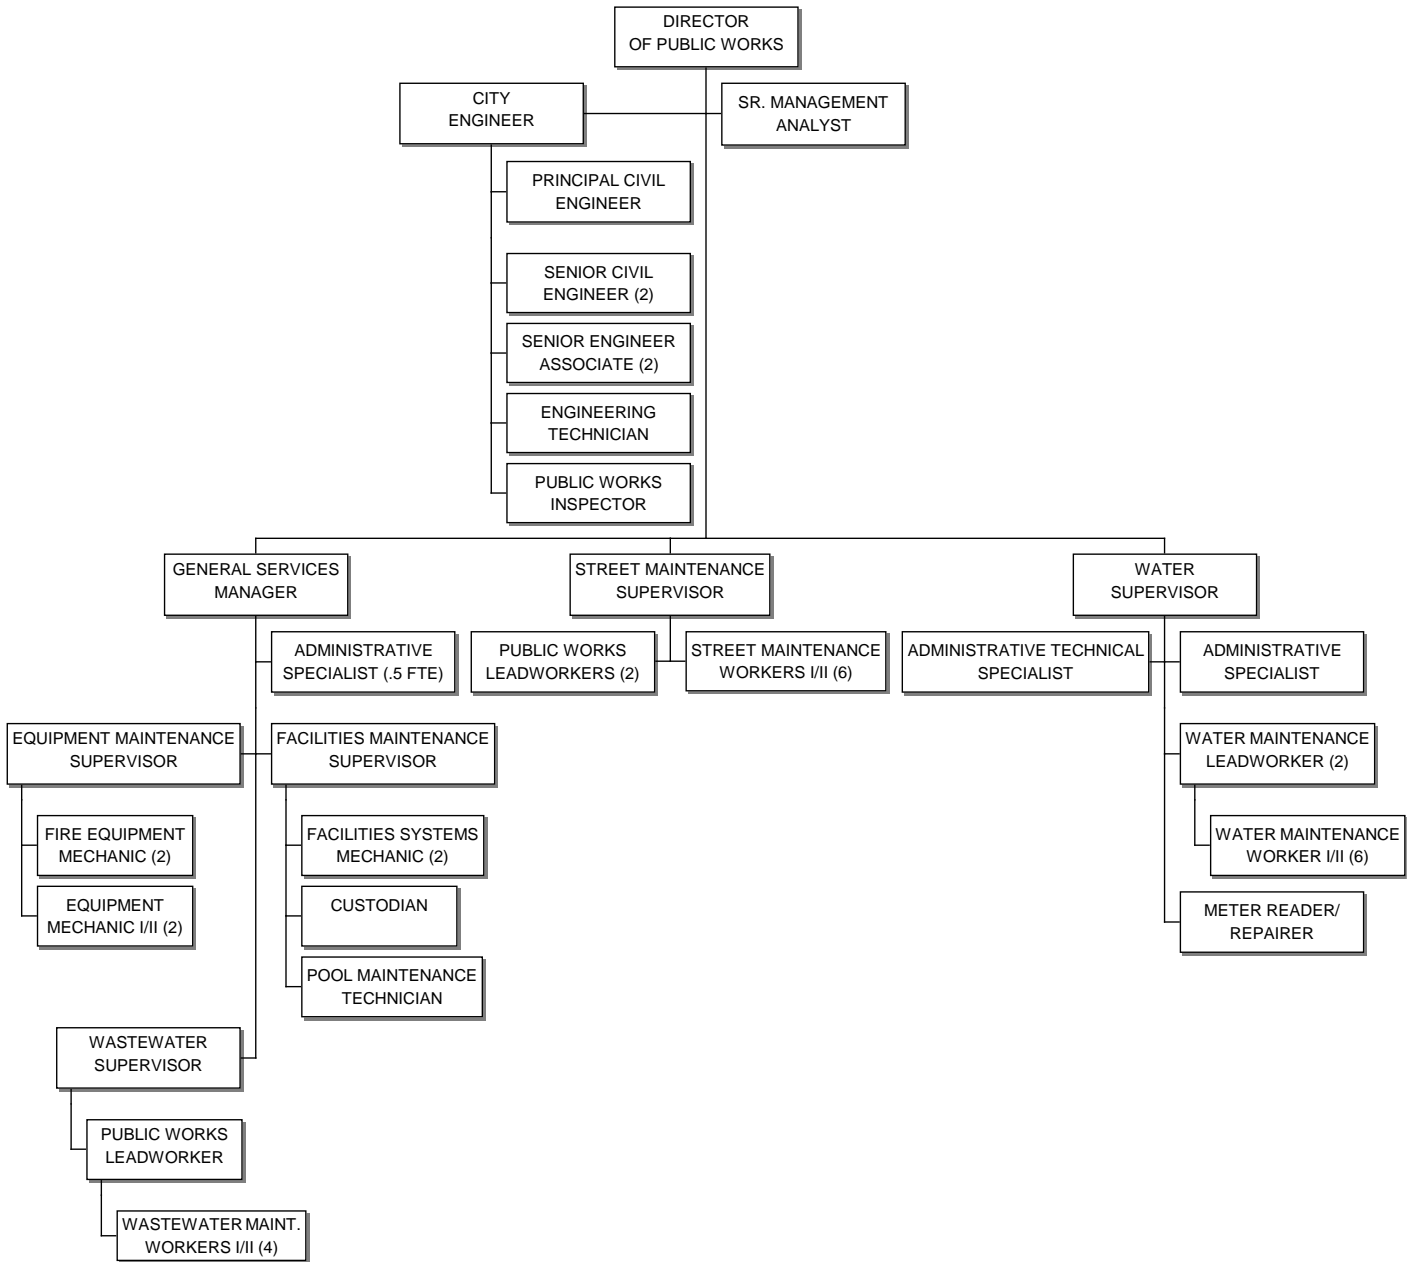 DIRECTOR
OF PUBLIC WORKS
CITY
ENGINEER
SR. MANAGEMENT
ANALYST
PRINCIPAL CIVIL
ENGINEER
SENIOR CIVIL
ENGINEER (2)
SENIOR ENGINEER
ASSOCIATE (2)
ENGINEERING
TECHNICIAN
PUBLIC WORKS
INSPECTOR
GENERAL SERVICES
MANAGER
STREET MAINTENANCE
SUPERVISOR
WATER
SUPERVISOR
ADMINISTRATIVE
SPECIALIST (.5 FTE)
PUBLIC WORKS
LEADWORKERS (2)
STREET MAINTENANCE
WORKERS I/II (6)
ADMINISTRATIVE TECHNICAL
SPECIALIST
ADMINISTRATIVE
SPECIALIST
EQUIPMENT MAINTENANCE
SUPERVISOR
FACILITIES MAINTENANCE
SUPERVISOR
WATER MAINTENANCE
LEADWORKER (2)
FIRE EQUIPMENT
MECHANIC (2)
FACILITIES SYSTEMS
MECHANIC (2)
WATER MAINTENANCE
WORKER I/II (6)
EQUIPMENT
MECHANIC I/II (2)
CUSTODIAN
METER READER/
REPAIRER
POOL MAINTENANCE
TECHNICIAN
WASTEWATER
SUPERVISOR
PUBLIC WORKS
LEADWORKER
WASTEWATER MAINT.
WORKERS I/II (4)